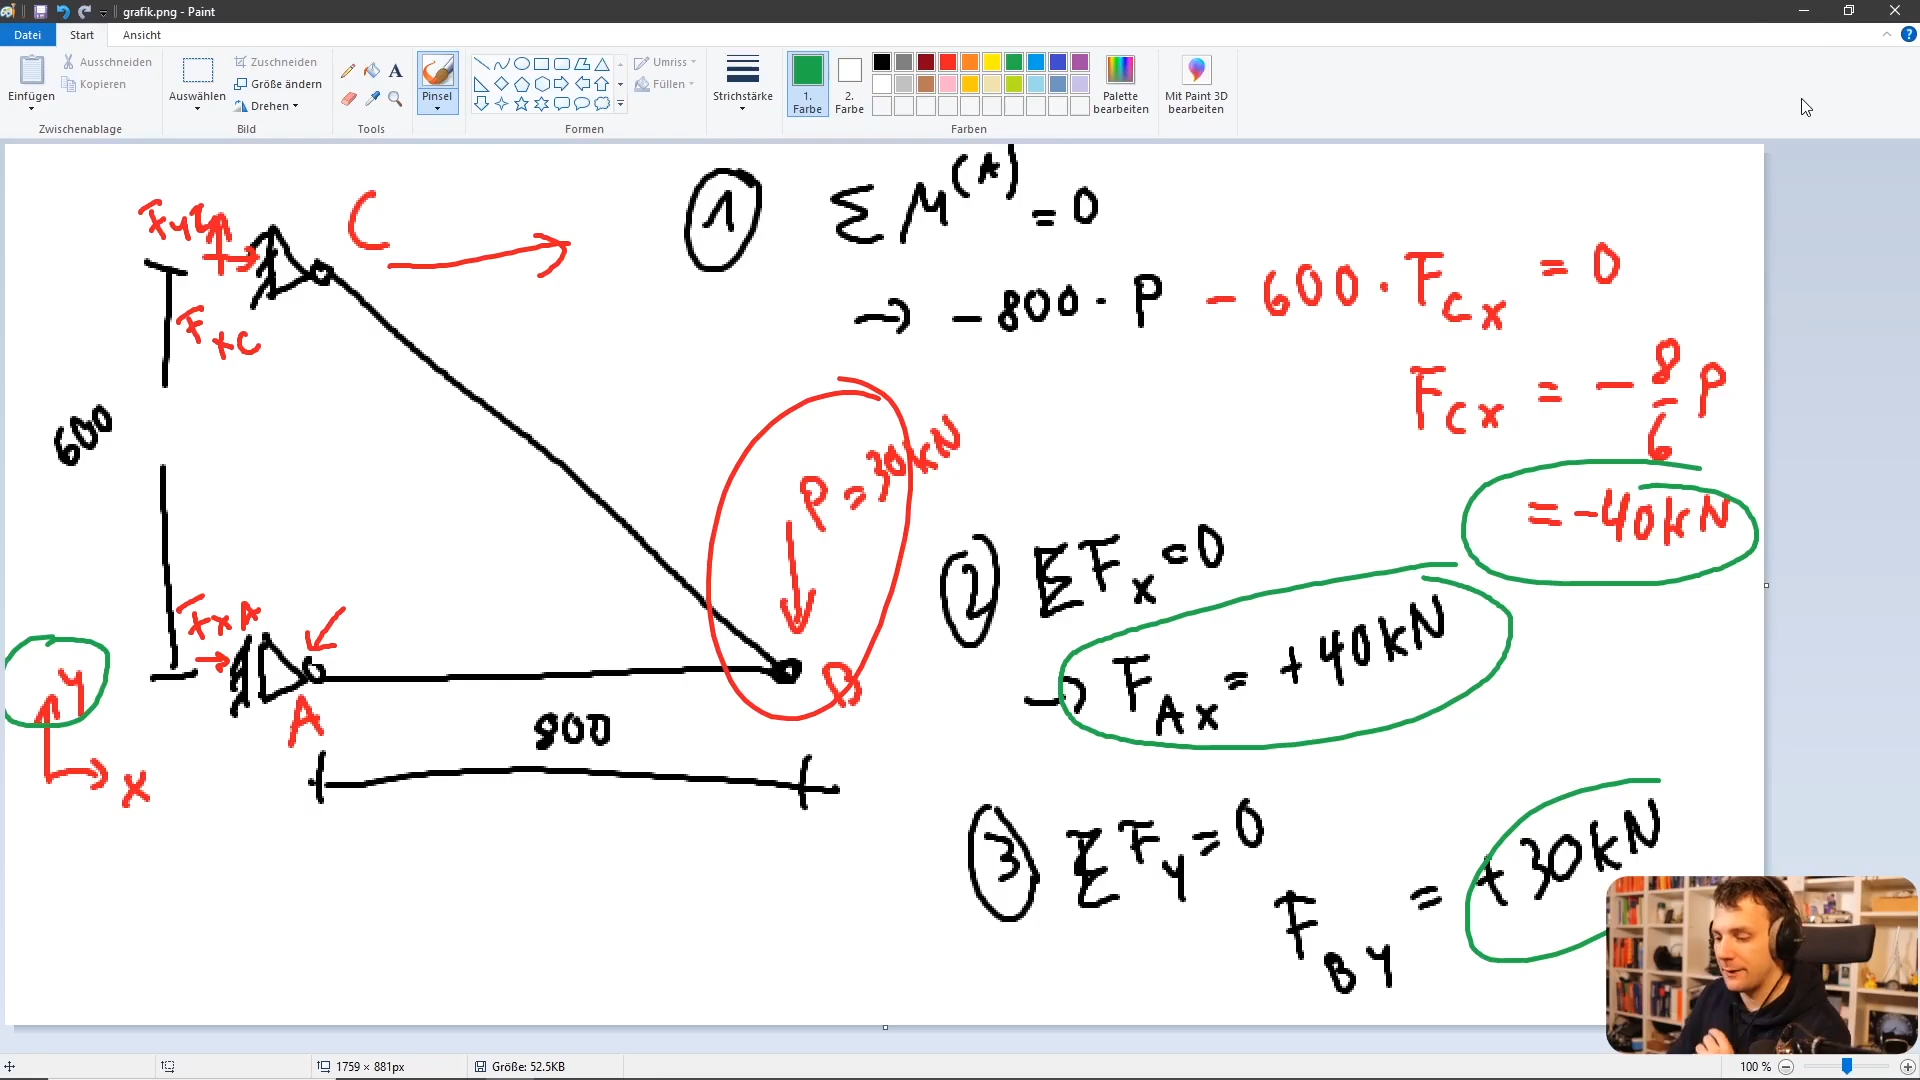 grafik.png - Paint
Datei Start Ansicht
Einfügen
Ausschneiden
Kopieren
Zwischenablage
Auswählen
Zuschneiden
Größe ändern
Drehen
Bild
A
Tools
Pinsel
Umriss
Füllen
Formen
Strichstärke
1. Farbe
2. Farbe
Palette bearbeiten
Farben
Mit Paint 3D bearbeiten
C
FxC
600
FxA
A
800
y
x
P = 30kN
① ΣM(A) = 0
→ -800 · P - 600 · FCx = 0
FCx = - 8/6 P
= -40kN
② ΣFx = 0
→ FAx = +40kN
③ ΣFy = 0
FBy = +30kN
1759 × 881px
Größe: 52.5KB
100 %